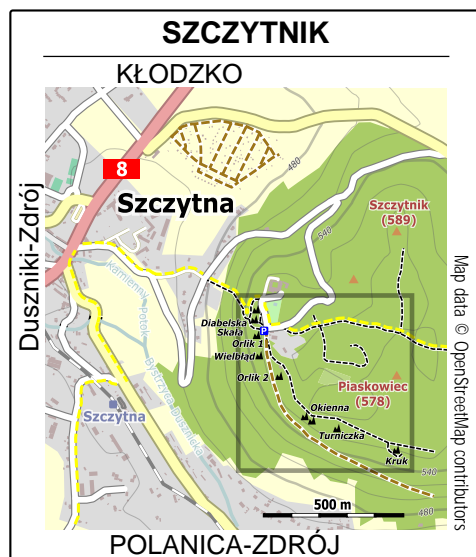 SZCZYTNIK
KŁODZKO
Duszniki-Zdrój
8
480
Szczytna
Szczytnik
(589)
540
Kamienny Potok
Bystrzyca Dusznicka
P
Diabelska
Skała
Orlik 1
Wielbłąd
Orlik 2
Piaskowiec
(578)
Szczytna
Okienna
Turniczka
Kruk
540
480
500 m
Map data © OpenStreetMap contributors
POLANICA-ZDRÓJ